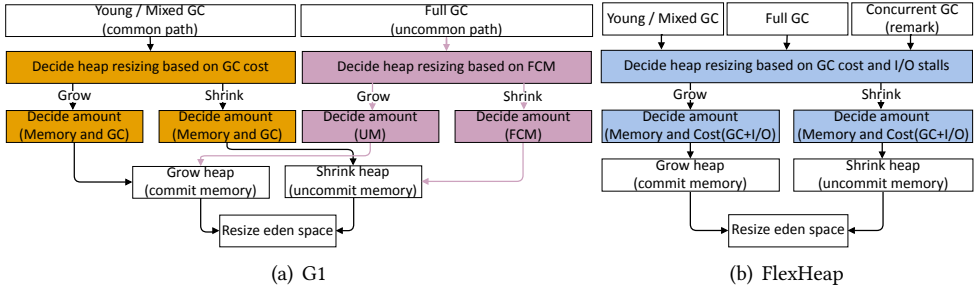 Young / Mixed GC
(common path)
Full GC
(uncommon path)
Decide heap resizing based on GC cost
Decide heap resizing based on FCM
Grow
Shrink
Grow
Shrink
Decide amount
(Memory and GC)
Decide amount
(Memory and GC)
Decide amount
(UM)
Decide amount
(FCM)
Grow heap
(commit memory)
Shrink heap
(uncommit memory)
Resize eden space
(a) G1
Young / Mixed GC
Full GC
Concurrent GC
(remark)
Decide heap resizing based on GC cost and I/O stalls
Grow
Shrink
Decide amount
(Memory and Cost(GC+I/O)
Decide amount
(Memory and Cost(GC+I/O)
Grow heap
(commit memory)
Shrink heap
(uncommit memory)
Resize eden space
(b) FlexHeap